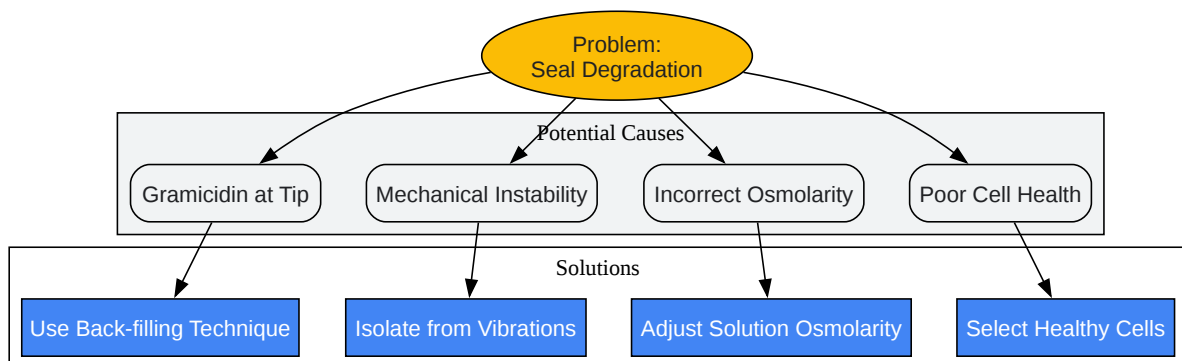 Problem:
Seal Degradation
Potential Causes
Gramicidin at Tip
Mechanical Instability
Incorrect Osmolarity
Poor Cell Health
Solutions
Use Back-filling Technique
Isolate from Vibrations
Adjust Solution Osmolarity
Select Healthy Cells